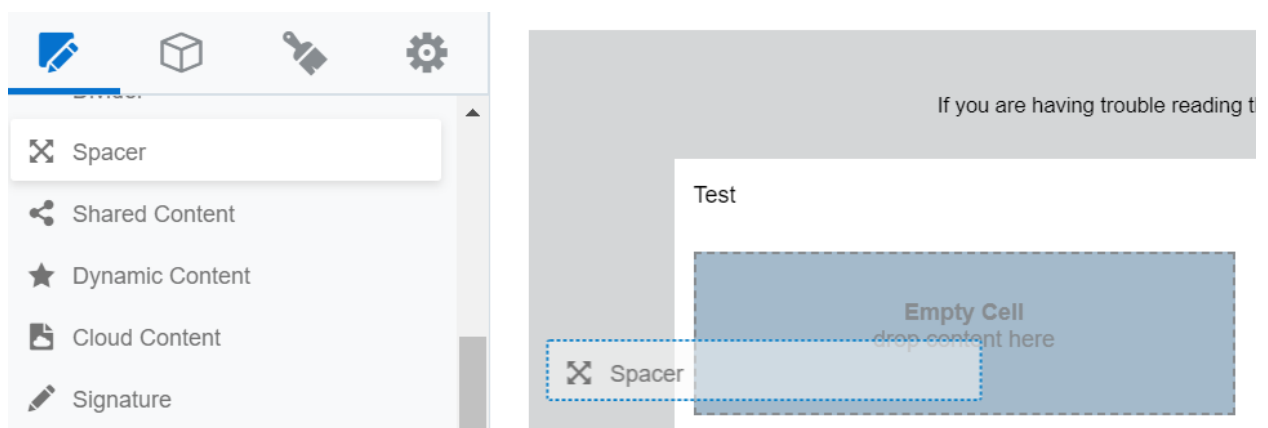 Spacer
Shared Content
Dynamic Content
Cloud Content
Signature
If you are having trouble reading
Test
Empty Cell
drop content here
Spacer